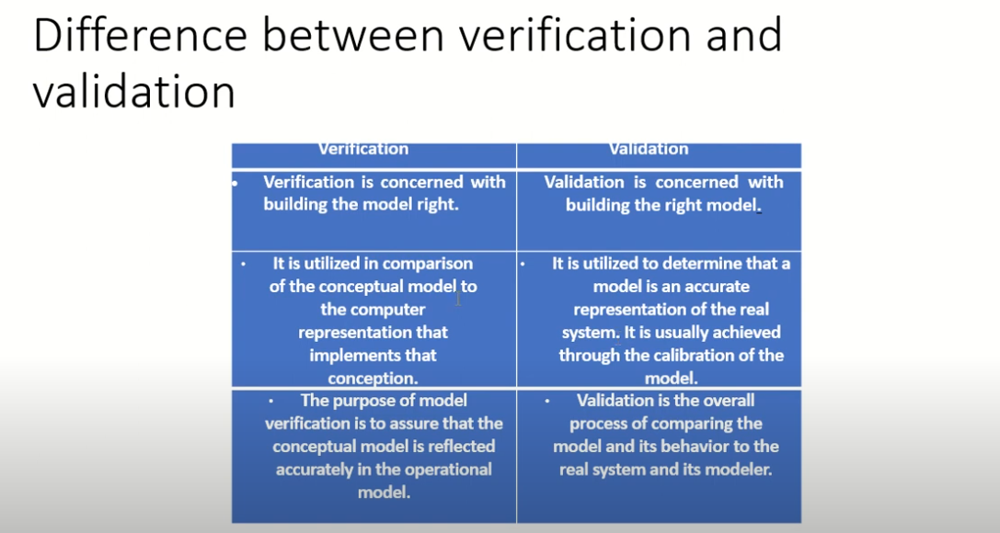 Difference between verification and
validation
Verification
Validation
• Verification is concerned with
building the model right.
Validation is concerned with
building the right model.
• It is utilized in comparison
of the conceptual model to
the computer
representation that
implements that
conception.
• It is utilized to determine that a
model is an accurate
representation of the real
system. It is usually achieved
through the calibration of the
model.
• The purpose of model
verification is to assure that the
conceptual model is reflected
accurately in the operational
model.
• Validation is the overall
process of comparing the
model and its behavior to the
real system and its modeler.